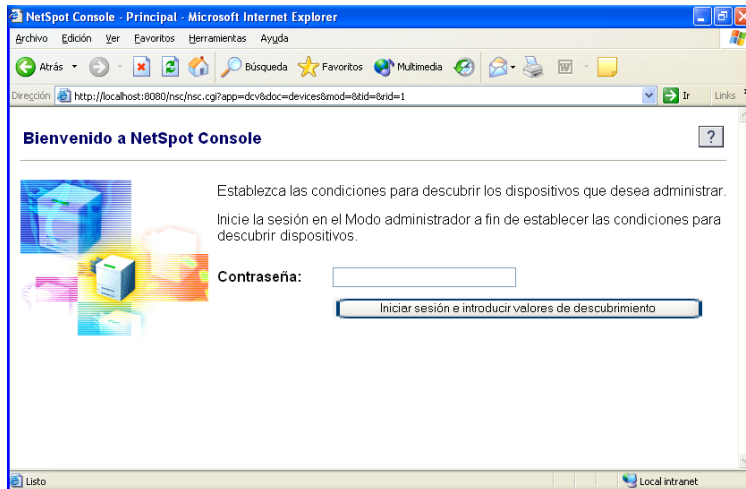 NetSpot Console - Principal - Microsoft Internet Explorer
Archivo Edición Ver Favoritos Herramientas Ayuda
Atrás Búsqueda Favoritos Multimedia
Dirección http://localhost:8080/nsc/nsc.cgi?app=dcv&doc=devices&mod=&tid=&rid=1 Ir Links
Bienvenido a NetSpot Console
?
Establezca las condiciones para descubrir los dispositivos que desea administrar.
Inicie la sesión en el Modo administrador a fin de establecer las condiciones para
descubrir dispositivos.
Contraseña:
Iniciar sesión e introducir valores de descubrimiento
Listo Local intranet